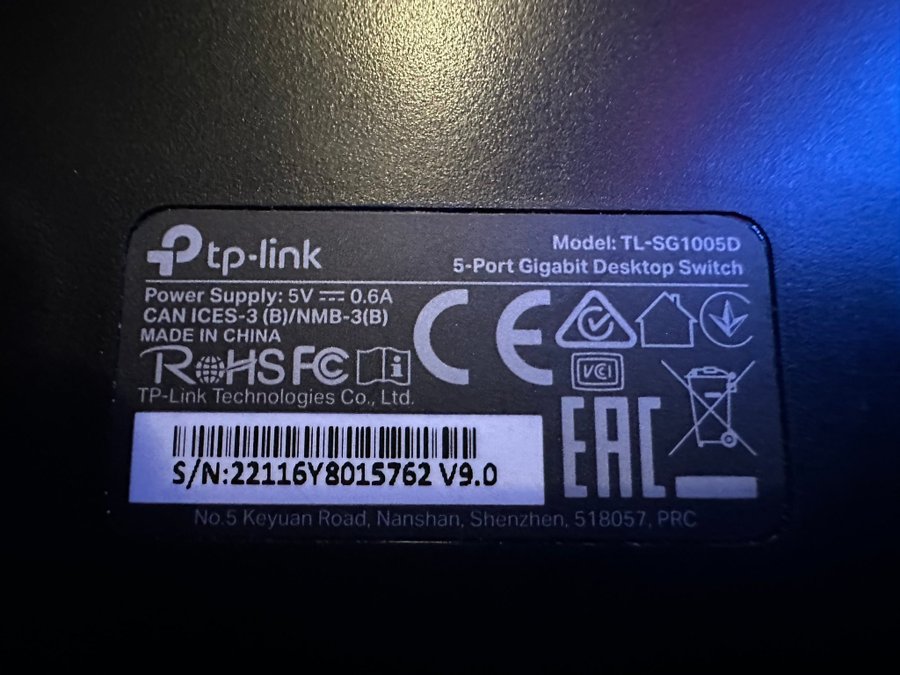 tp-link
Model: TL-SG1005D
5-Port Gigabit Desktop Switch
Power Supply: 5V ⎓ 0.6A
CAN ICES-3 (B)/NMB-3(B)
MADE IN CHINA
RoHS FC CE
VCI
TP-Link Technologies Co., Ltd.
EAC
S/N:22116Y8015762 V9.0
No.5 Keyuan Road, Nanshan, Shenzhen, 518057, PRC